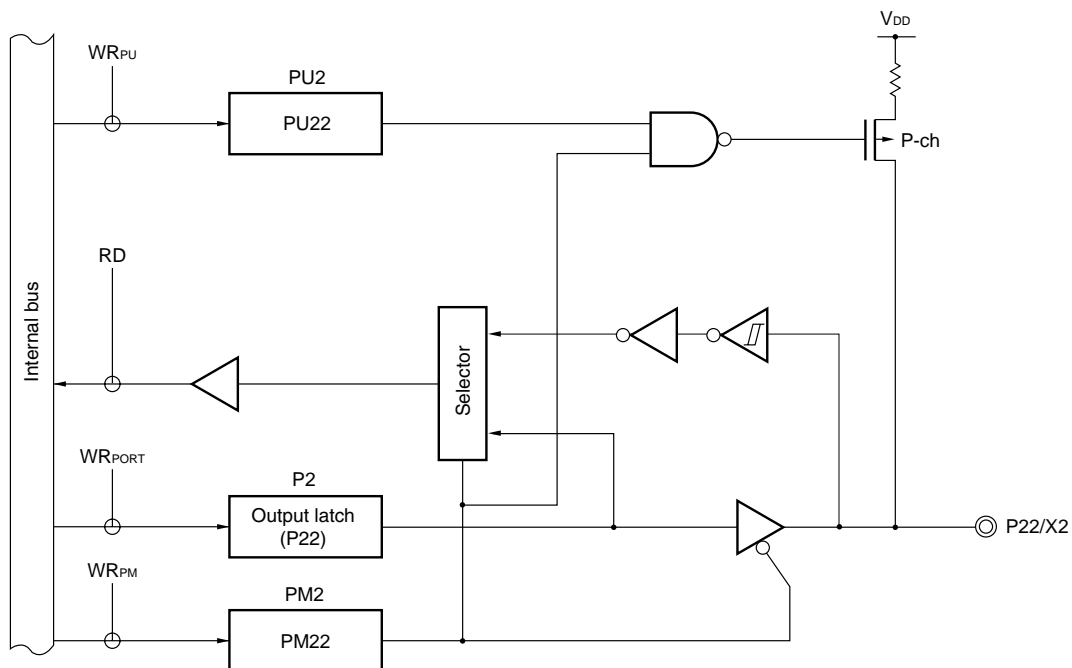 VDD
WRPU
PU2
PU22
P-ch
RD
Internal bus
Selector
WRPORT
P2
Output latch
(P22)
P22/X2
WRPM
PM2
PM22